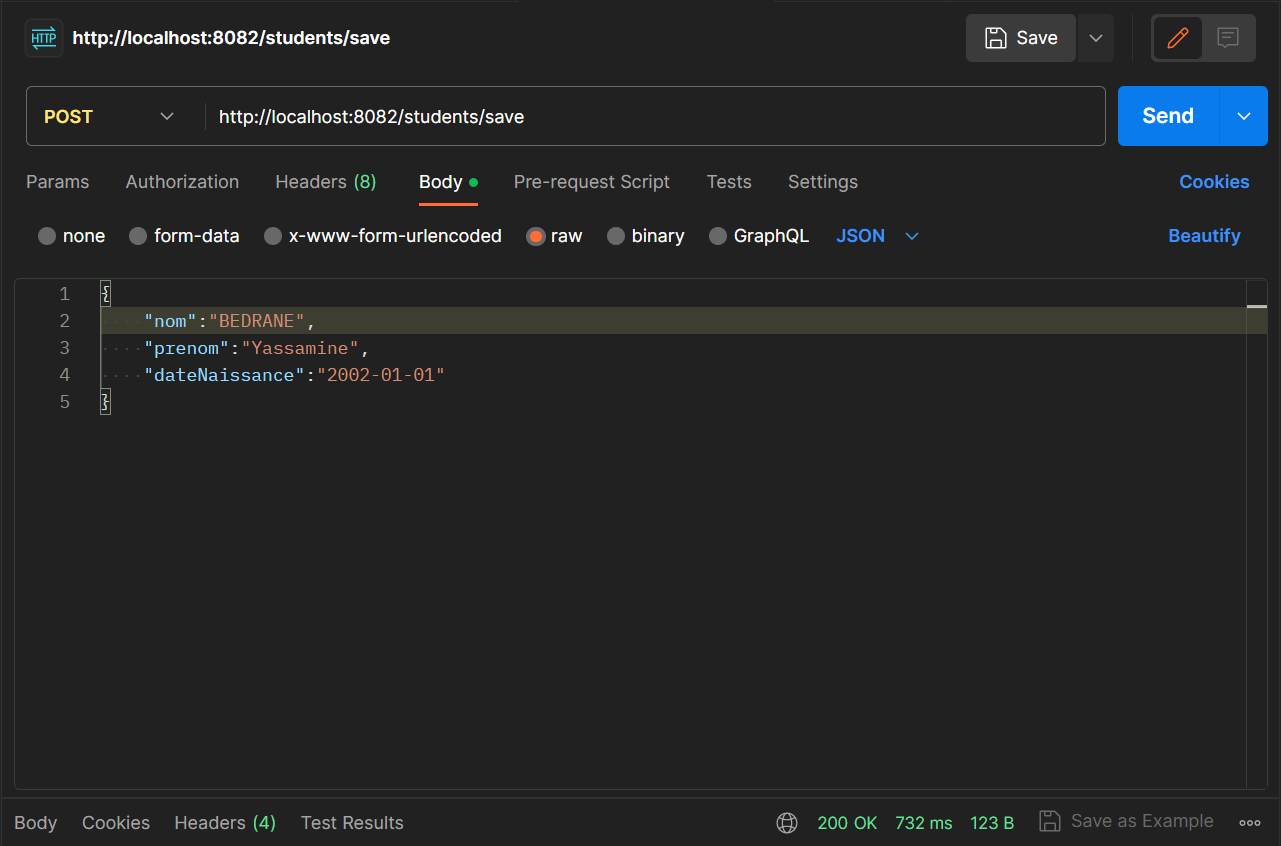 HTTP http://localhost:8082/students/save Save
POST http://localhost:8082/students/save Send
Params Authorization Headers (8) Body Pre-request Script Tests Settings Cookies
none form-data x-www-form-urlencoded raw binary GraphQL JSON Beautify
1 {
2 "nom":"BEDRANE",
3 "prenom":"Yassamine",
4 "dateNaissance":"2002-01-01"
5 }
Body Cookies Headers (4) Test Results 200 OK 732 ms 123 B Save as Example